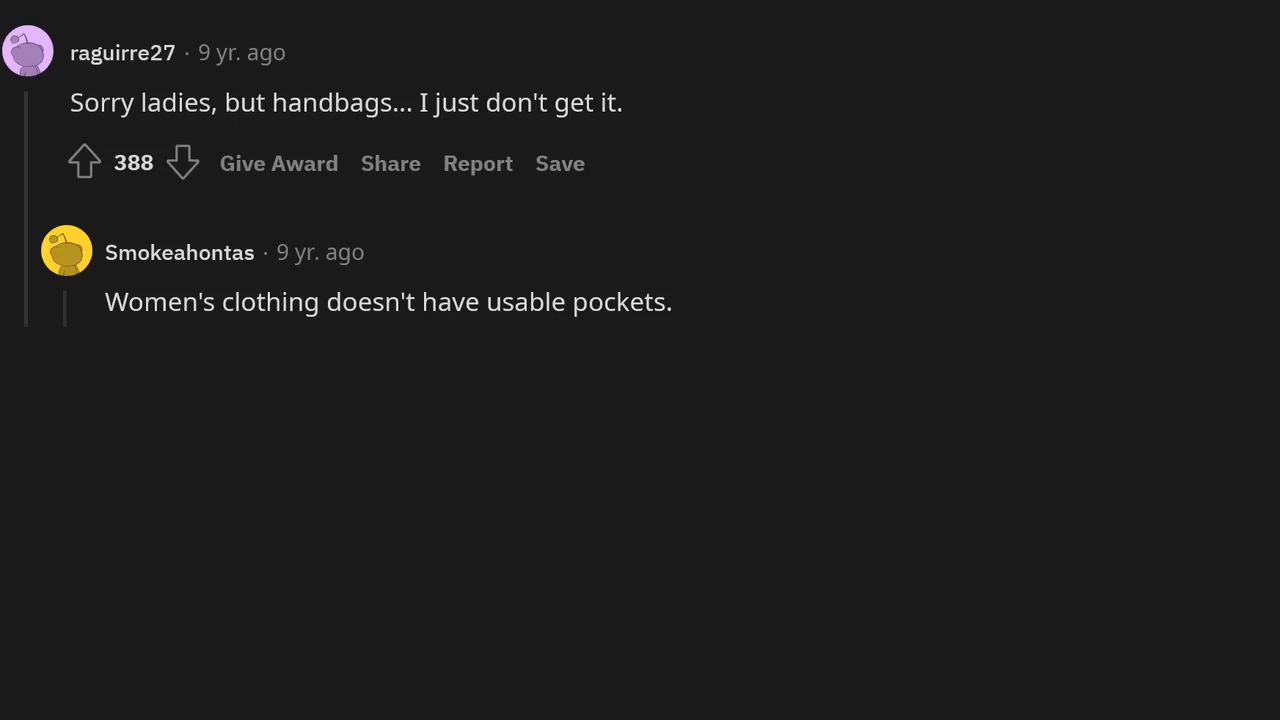 raguirre27 · 9 yr. ago
Sorry ladies, but handbags... I just don't get it.
388 Give Award Share Report Save
Smokeahontas · 9 yr. ago
Women's clothing doesn't have usable pockets.